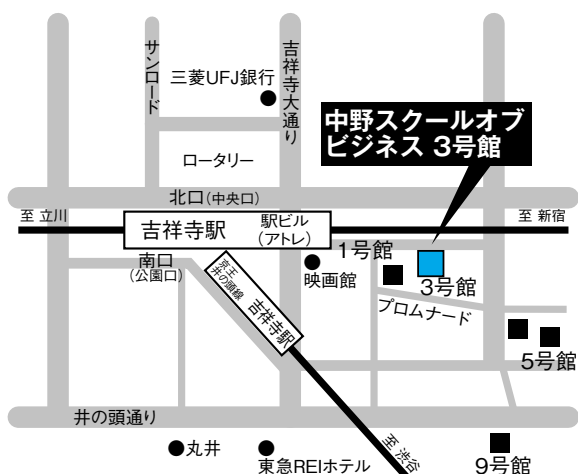 サンロード
吉祥寺大通り
三菱UFJ銀行
中野スクールオブ
ビジネス 3号館
ロータリー
北口(中央口)
至 立川
吉祥寺駅
駅ビル
(アトレ)
至 新宿
1号館
南口
(公園口)
映画館
3号館
京王
井の頭線
吉祥寺駅
プロムナード
5号館
井の頭通り
丸井
東急REIホテル
至 渋谷
9号館